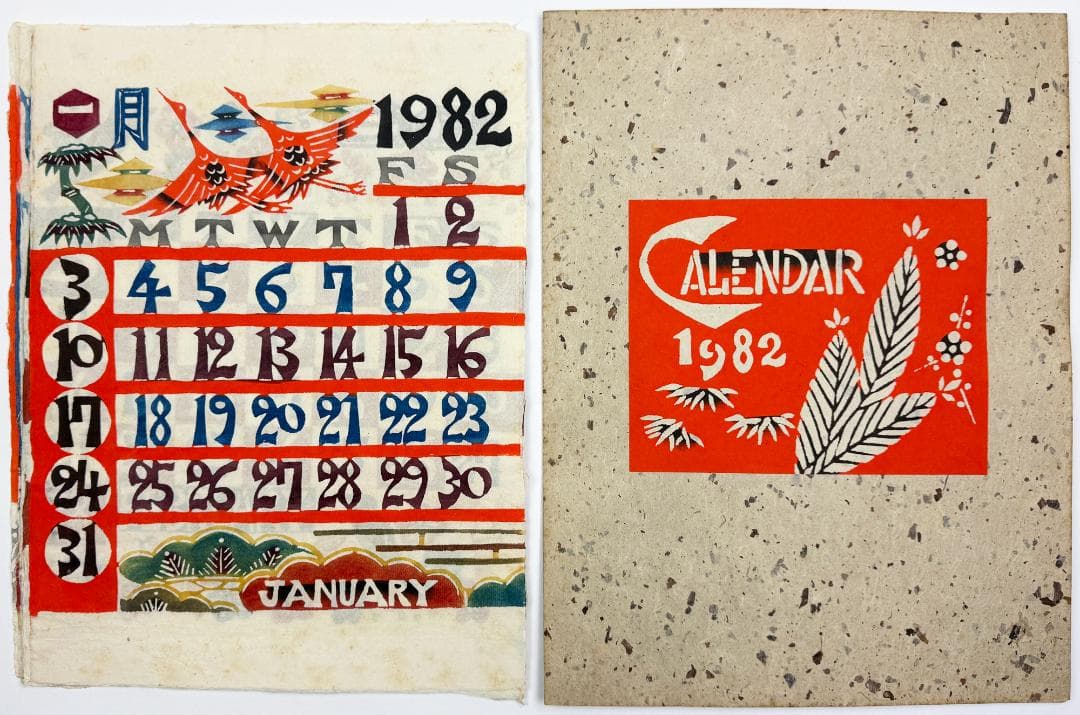 一月 1982
F S
M T W T 1 2
3 4 5 6 7 8 9
10 11 12 13 14 15 16
17 18 19 20 21 22 23
24 25 26 27 28 29 30
31
JANUARY
CALENDAR
1982